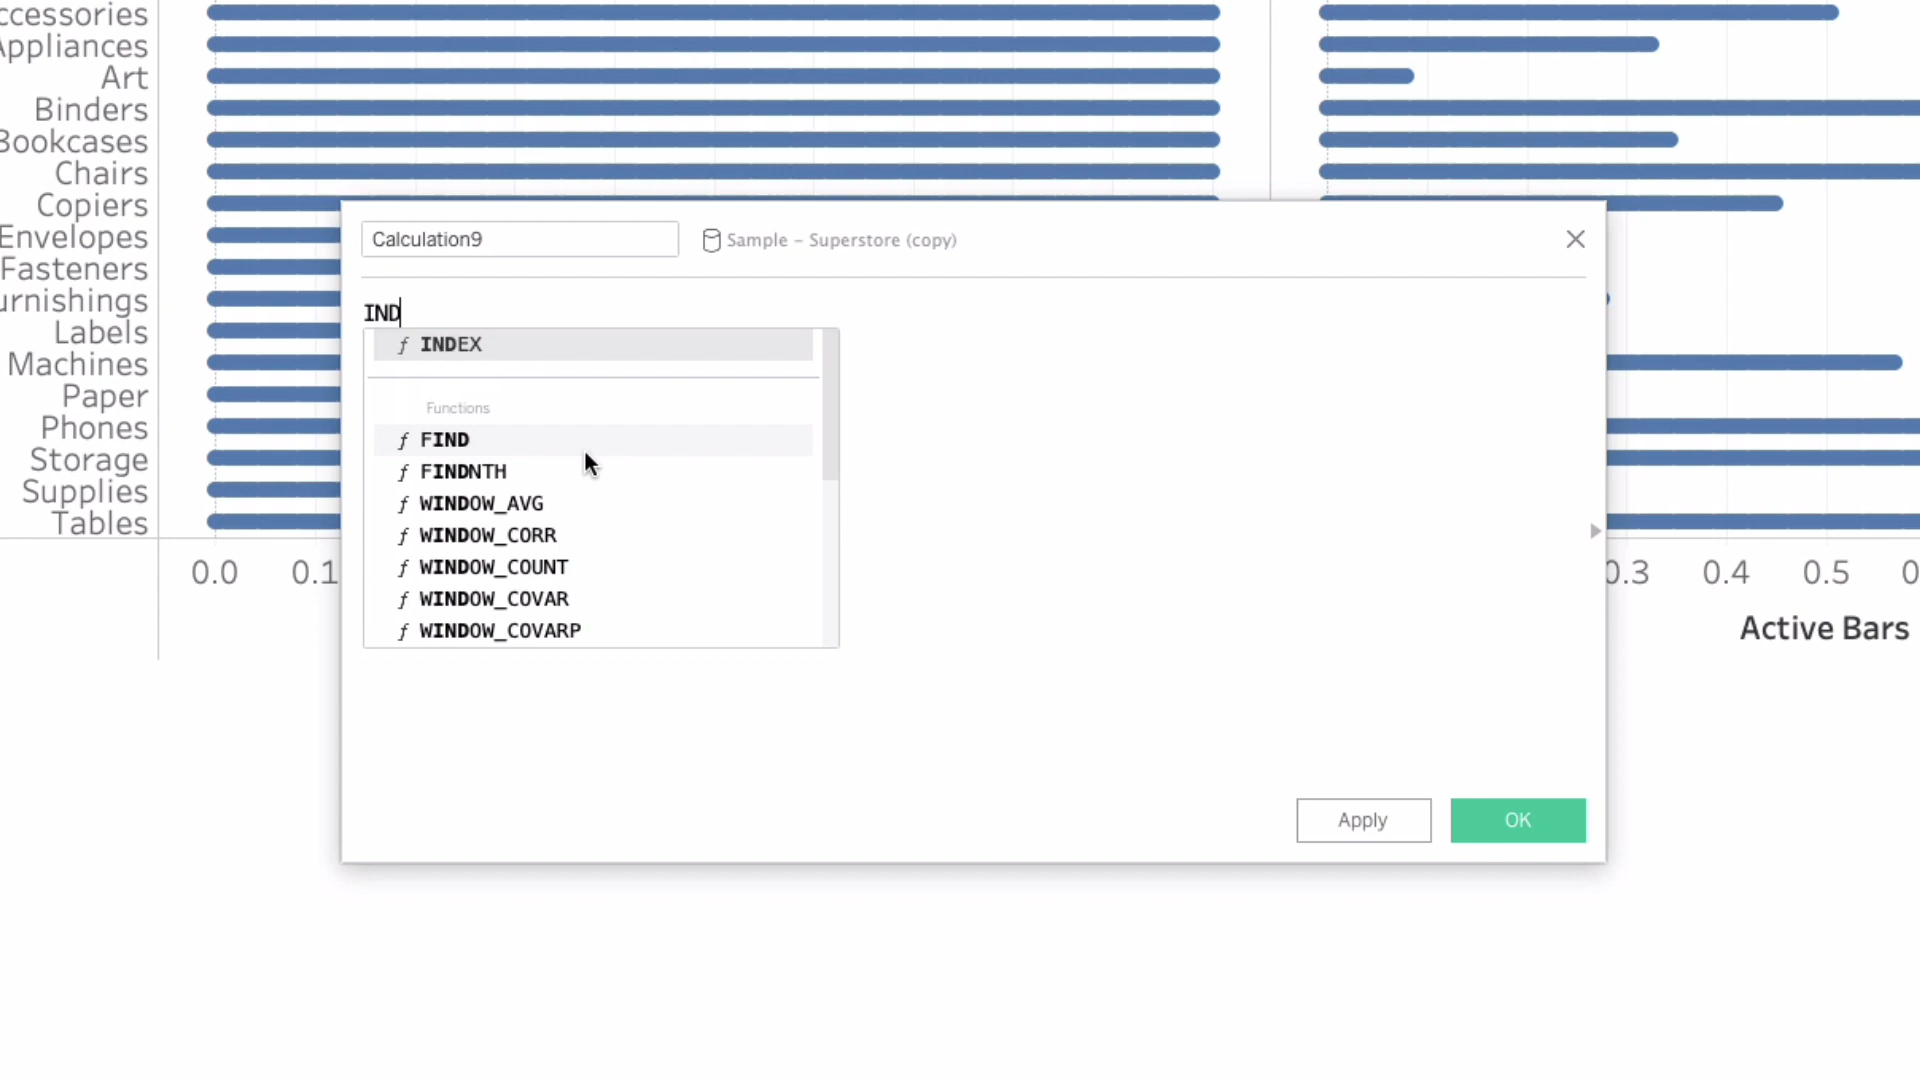 ccessories
Appliances
Art
Binders
Bookcases
Chairs
Copiers
Envelopes
Fasteners
urnishings
Labels
Machines
Paper
Phones
Storage
Supplies
Tables
0.0 0.1
0.3 0.4 0.5 0
Active Bars
Calculation9
Sample – Superstore (copy)
IND
f INDEX
Functions
f FIND
f FINDNTH
f WINDOW_AVG
f WINDOW_CORR
f WINDOW_COUNT
f WINDOW_COVAR
f WINDOW_COVARP
Apply
OK